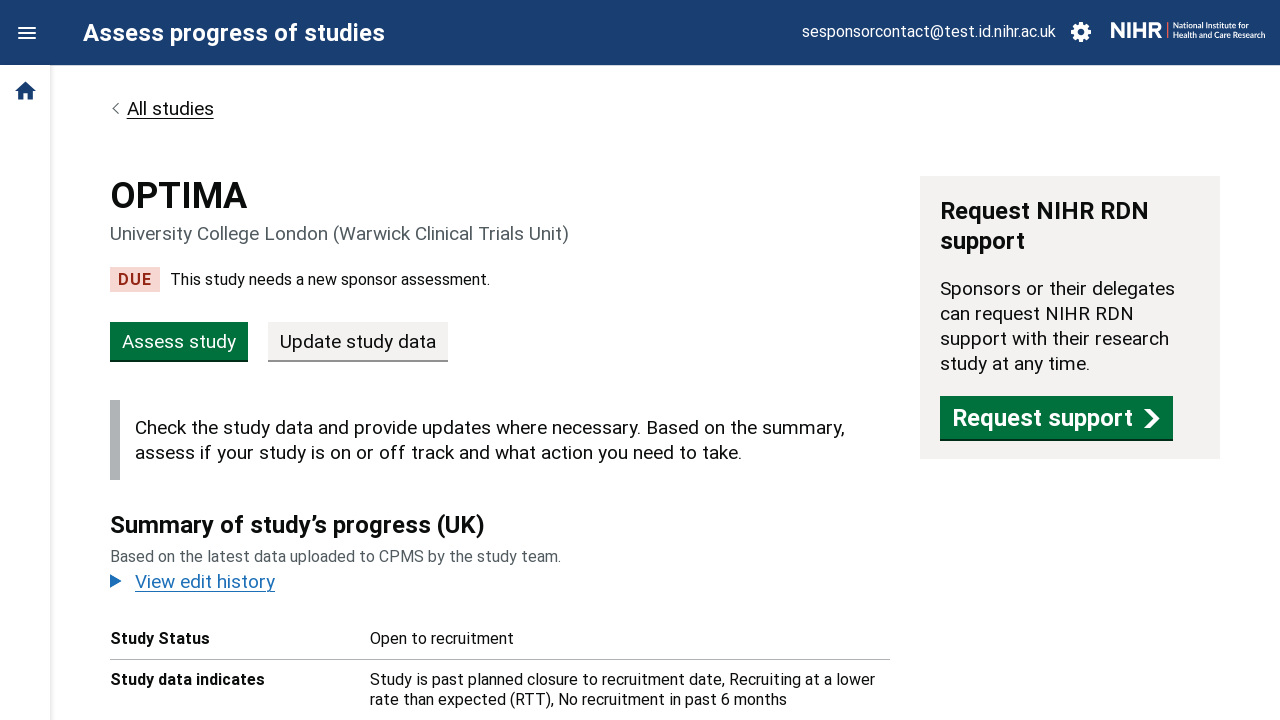 Assess progress of studies
sesponsorcontact@test.id.nihr.ac.uk
NIHR | National Institute for
Health and Care Research
All studies
OPTIMA
University College London (Warwick Clinical Trials Unit)
DUE This study needs a new sponsor assessment.
Assess study
Update study data
Check the study data and provide updates where necessary. Based on the summary,
assess if your study is on or off track and what action you need to take.
Summary of study’s progress (UK)
Based on the latest data uploaded to CPMS by the study team.
View edit history
Study Status Open to recruitment
Study data indicates Study is past planned closure to recruitment date, Recruiting at a lower
rate than expected (RTT), No recruitment in past 6 months
Request NIHR RDN
support
Sponsors or their delegates
can request NIHR RDN
support with their research
study at any time.
Request support